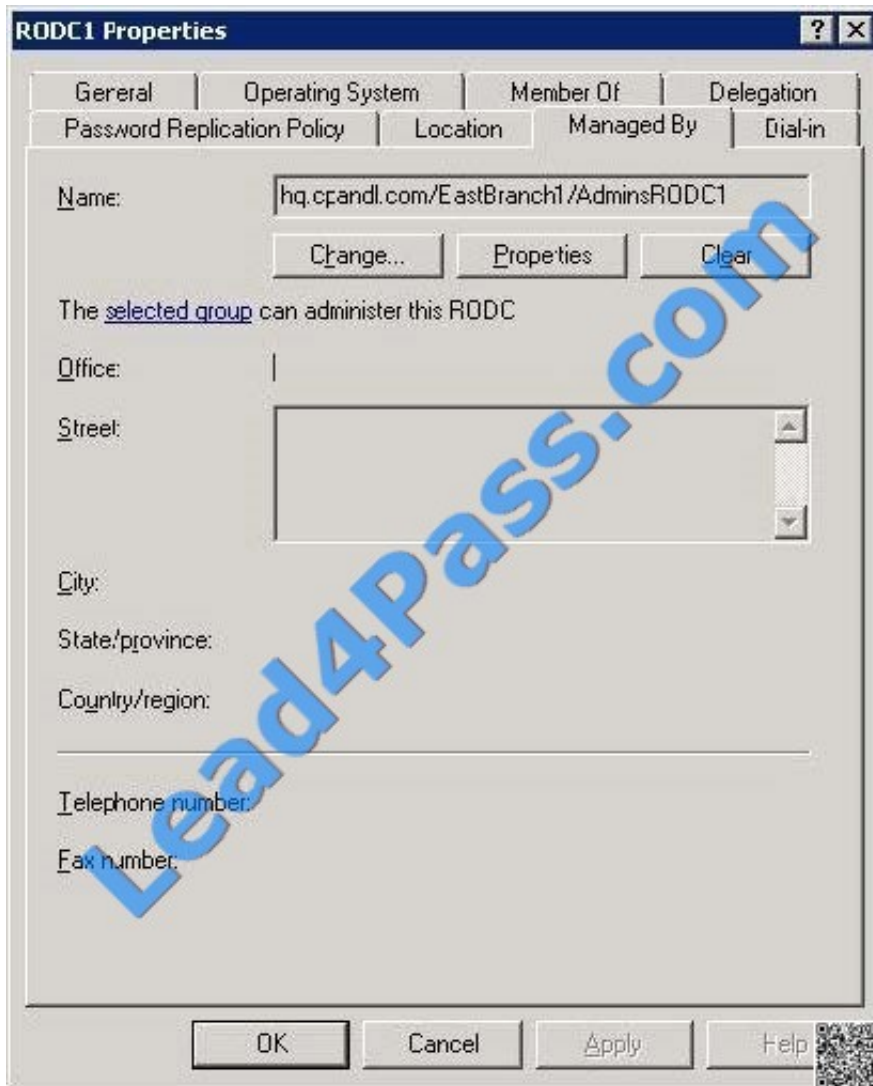 RODC1 Properties
General Operating System Member Of Delegation
Password Replication Policy Location Managed By Dial-in
Name: hq.cpandl.com/EastBranch1/AdminsRODC1
Change... Properties Clear
The selected group can administer this RODC
Office:
Street:
City:
State/province:
Country/region:
Telephone number:
Fax number:
OK Cancel Apply Help
Lead4Pass.com